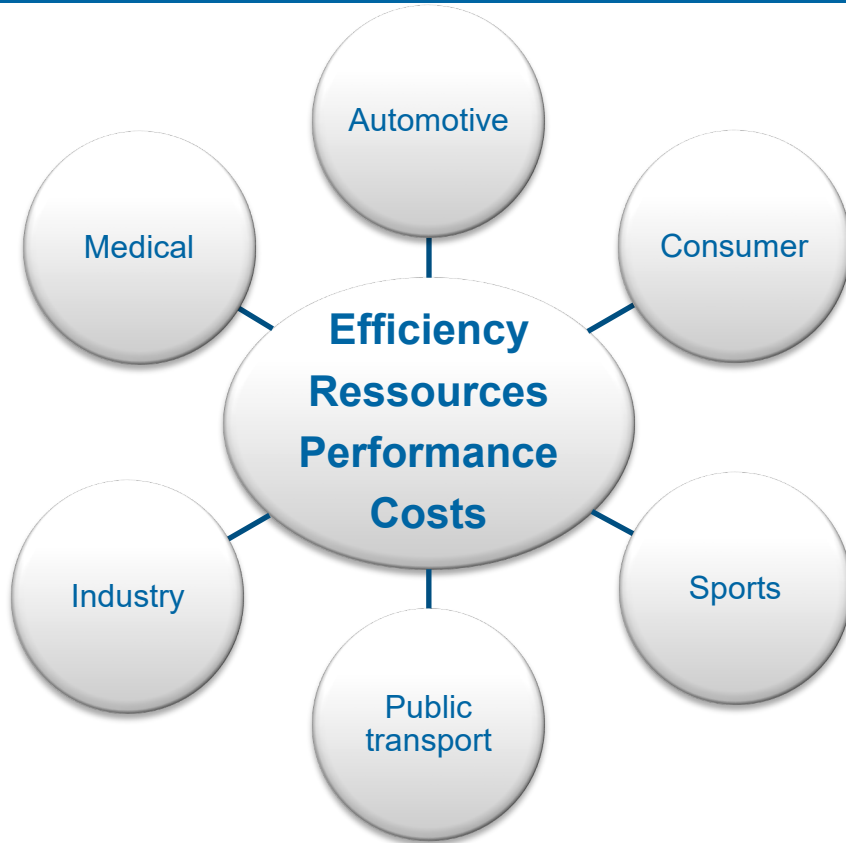 Automotive
Medical
Consumer
Efficiency
Ressources
Performance
Costs
Industry
Sports
Public
transport